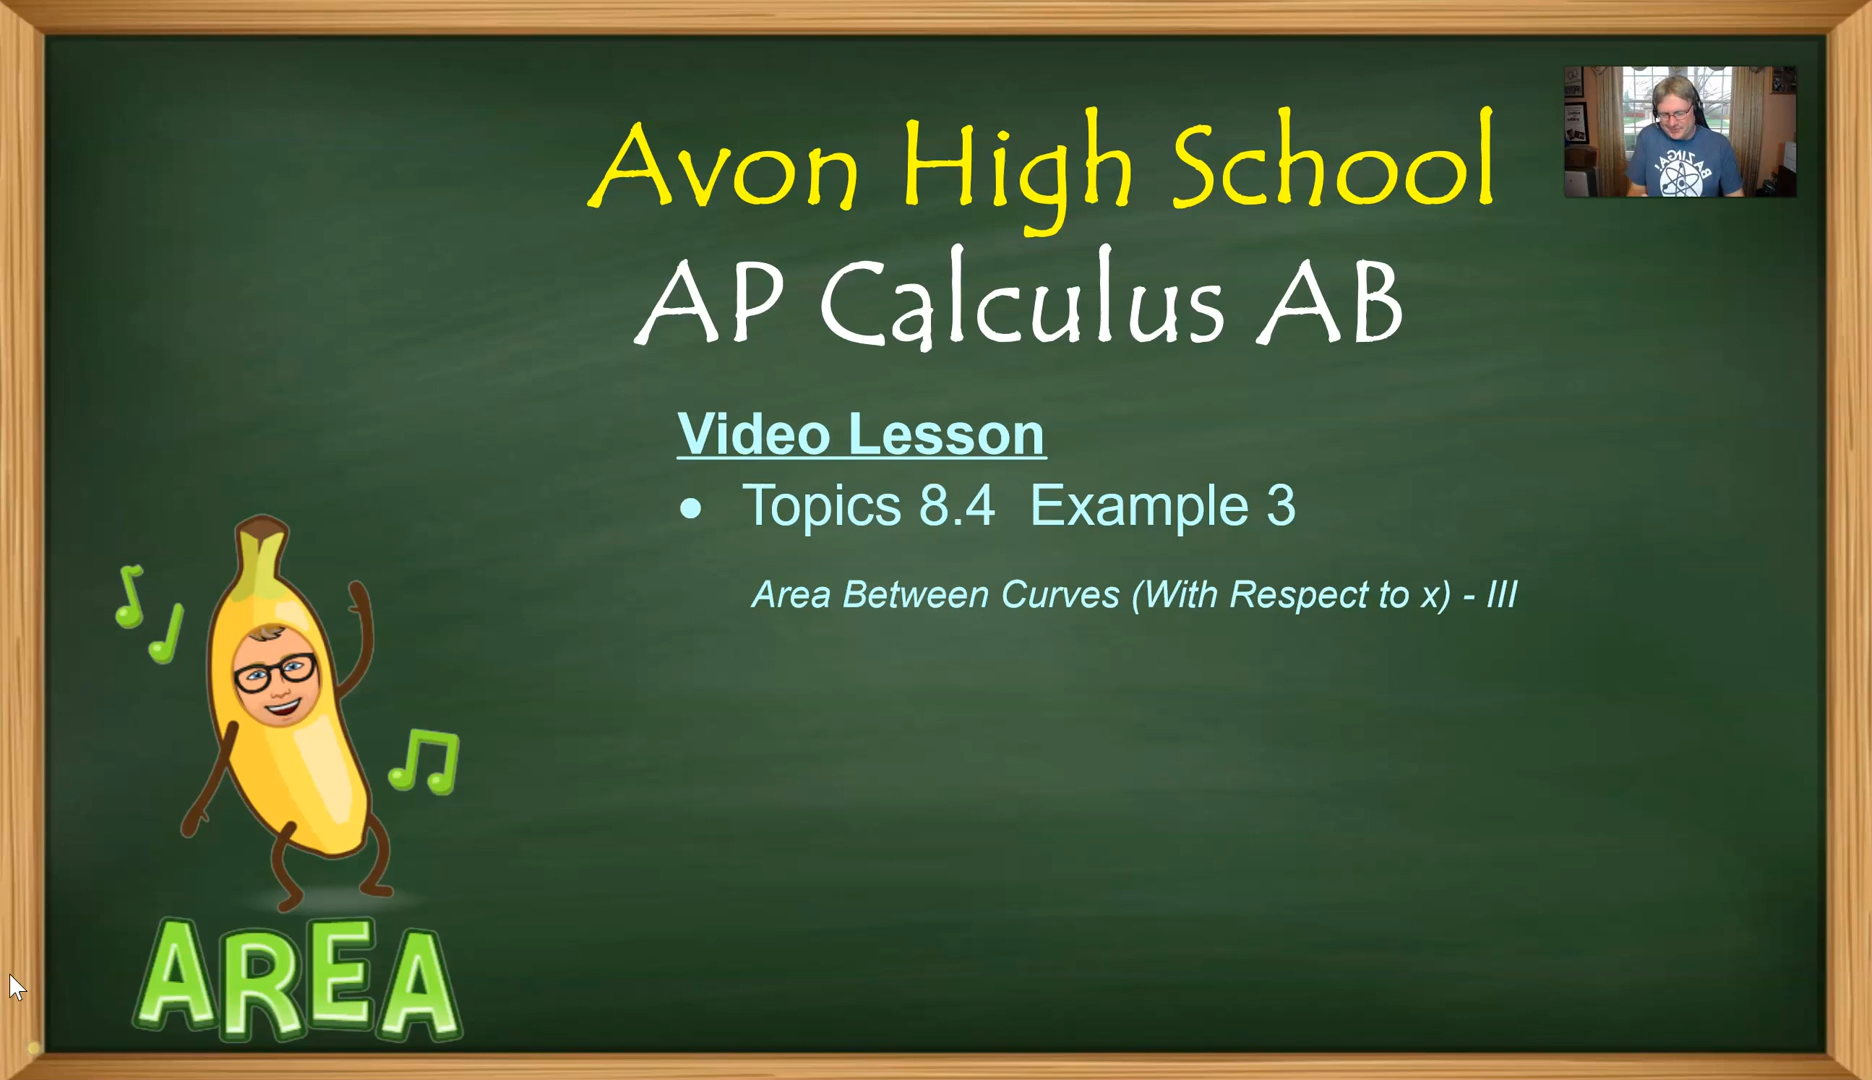 Avon High School
AP Calculus AB
Video Lesson
● Topics 8.4 Example 3
Area Between Curves (With Respect to x) - III
AREA